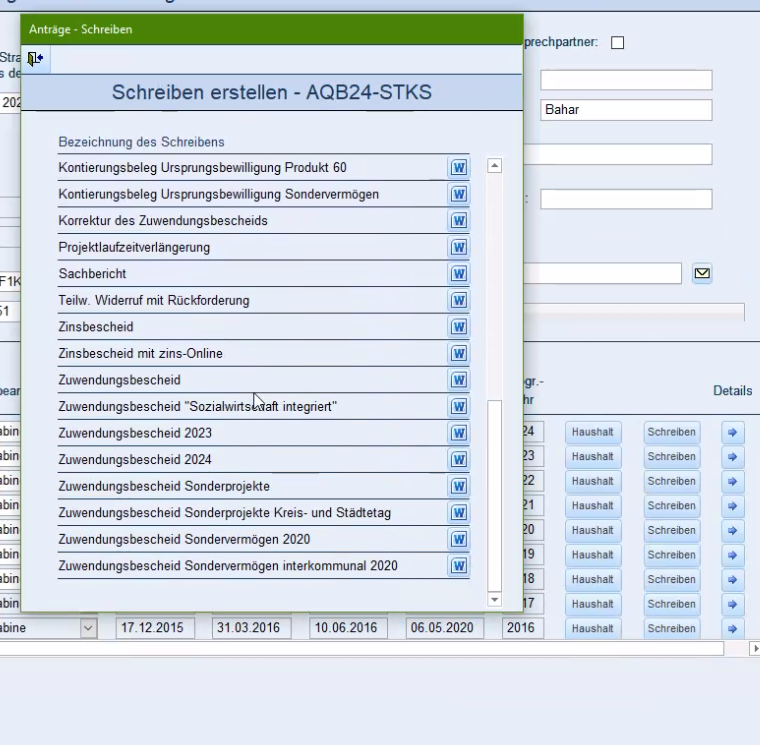 Anträge - Schreiben
prechpartner:
Stra
s de
Schreiben erstellen - AQB24-STKS
202
Bahar
Bezeichnung des Schreibens
Kontierungsbeleg Ursprungsbewilligung Produkt 60
Kontierungsbeleg Ursprungsbewilligung Sondervermögen
Korrektur des Zuwendungsbescheids
:
Projektlaufzeitverlängerung
Sachbericht
F1K
Teilw. Widerruf mit Rückforderung
51
Zinsbescheid
Zinsbescheid mit zins-Online
Zuwendungsbescheid
gr.-
hr
Details
bear
Zuwendungsbescheid "Sozialwirtschaft integriert"
Zuwendungsbescheid 2023
abin 24 Haushalt Schreiben
Zuwendungsbescheid 2024
abin 23 Haushalt Schreiben
Zuwendungsbescheid Sonderprojekte
abin 22 Haushalt Schreiben
Zuwendungsbescheid Sonderprojekte Kreis- und Städtetag
abin 21 Haushalt Schreiben
Zuwendungsbescheid Sondervermögen 2020
abin 20 Haushalt Schreiben
Zuwendungsbescheid Sondervermögen interkommunal 2020
abin 19 Haushalt Schreiben
abin 18 Haushalt Schreiben
abin 17 Haushalt Schreiben
abine 17.12.2015 31.03.2016 10.06.2016 06.05.2020 2016 Haushalt Schreiben